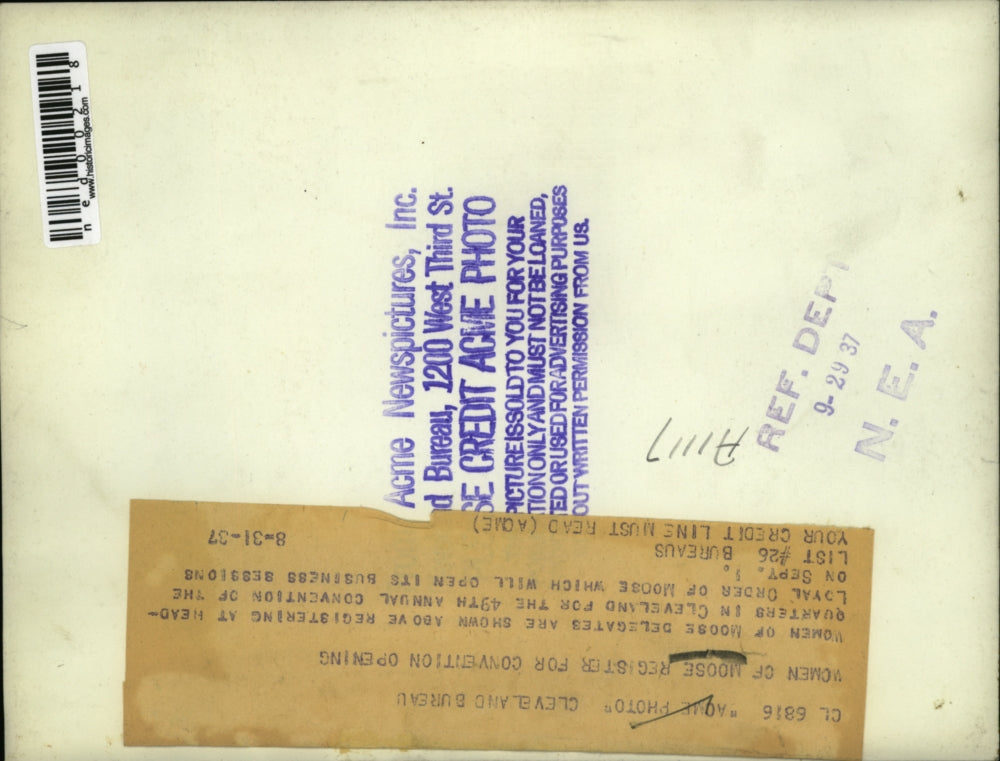 ned00218
www.historicimages.com
Acme Newspictures, Inc.
d Bureau, 1200 West Third St.
SE CREDIT ACME PHOTO
PICTURE IS SOLD TO YOU FOR YOUR
TION ONLY AND MUST NOT BE LOANED,
TED OR USED FOR ADVERTISING PURPOSES
OUT WRITTEN PERMISSION FROM US.
REF. DEPT
9-29 37
N. E. A.
CL 6816 "ACME PHOTO" CLEVELAND BUREAU
WOMEN OF MOOSE REGISTER FOR CONVENTION OPENING
WOMEN OF MOOSE DELEGATES ARE SHOWN ABOVE REGISTERING AT HEAD-
QUARTERS IN CLEVELAND FOR THE 49TH ANNUAL CONVENTION OF THE
LOYAL ORDER OF MOOSE WHICH WILL OPEN ITS BUSINESS SESSIONS
ON SEPT. 1.
LIST #26 BUREAUS 8-31-37
YOUR CREDIT LINE MUST READ (ACME)